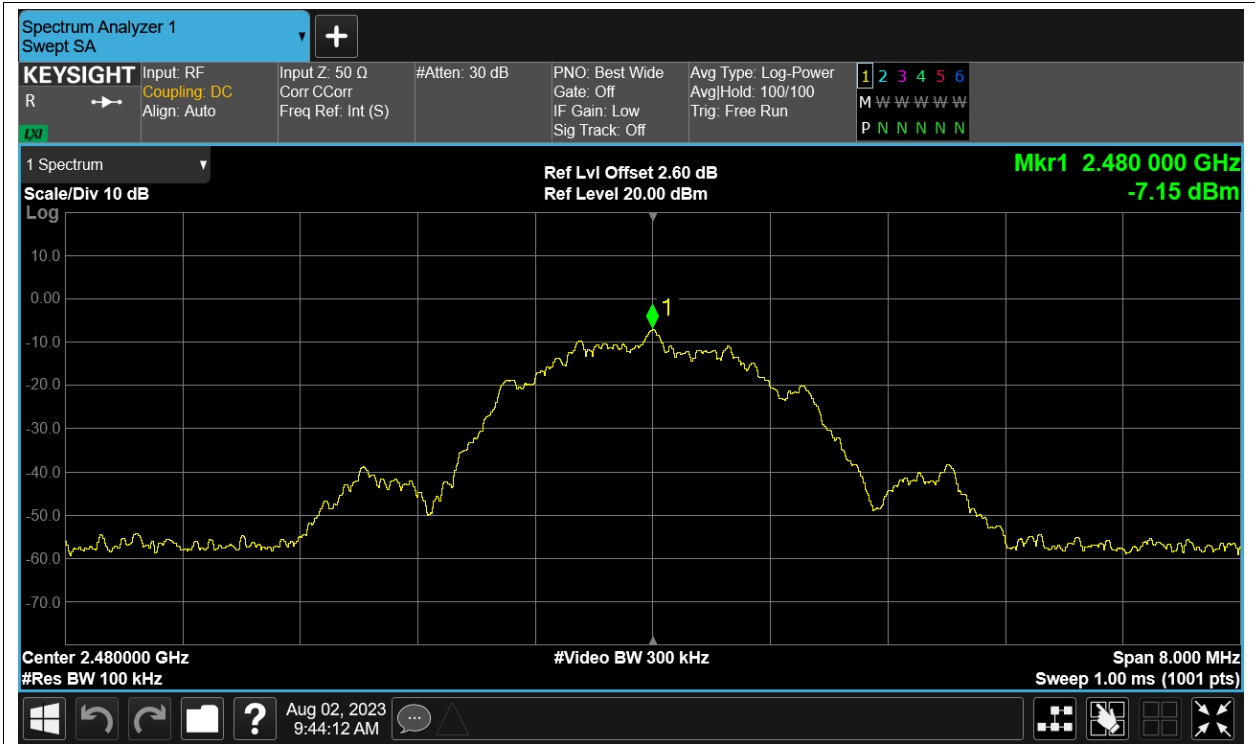 Spectrum Analyzer 1
Swept SA
+
KEYSIGHT
R
LXI
Input: RF
Coupling: DC
Align: Auto
Input Z: 50 Ω
Corr CCorr
Freq Ref: Int (S)
#Atten: 30 dB
PNO: Best Wide
Gate: Off
IF Gain: Low
Sig Track: Off
Avg Type: Log-Power
Avg|Hold: 100/100
Trig: Free Run
1 2 3 4 5 6
M W W W W W
P N N N N N
1 Spectrum
Scale/Div 10 dB
Log
Ref Lvl Offset 2.60 dB
Ref Level 20.00 dBm
Mkr1 2.480 000 GHz
-7.15 dBm
10.0
0.00
-10.0
-20.0
-30.0
-40.0
-50.0
-60.0
-70.0
1
Center 2.480000 GHz
#Res BW 100 kHz
#Video BW 300 kHz
Span 8.000 MHz
Sweep 1.00 ms (1001 pts)
?
Aug 02, 2023
9:44:12 AM